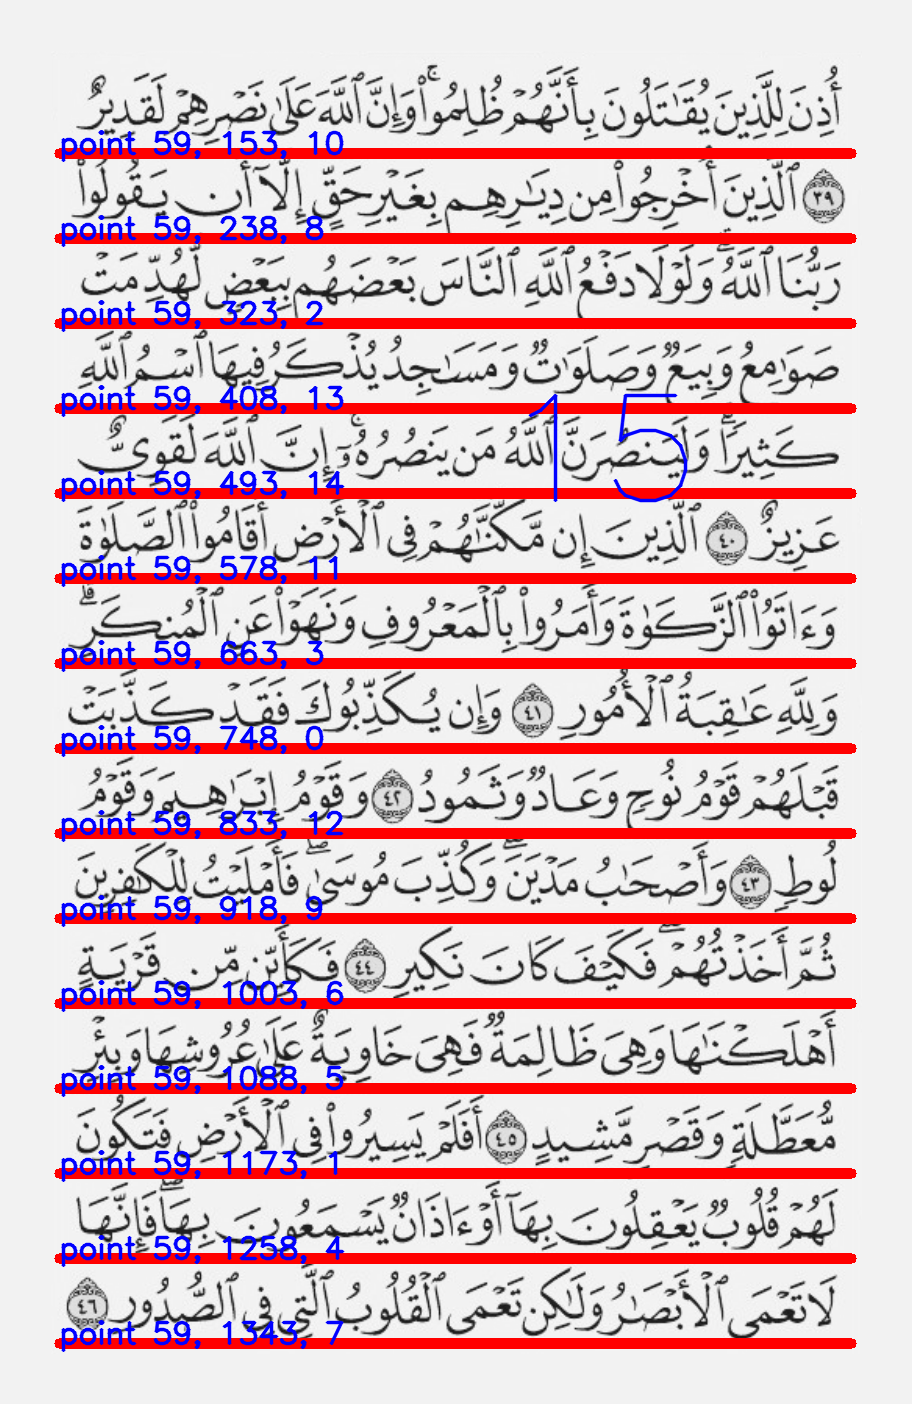 أُذِنَ لِلَّذِينَ يُقَٰتَلُونَ بِأَنَّهُمْ ظُلِمُوا۟ ۚ وَإِنَّ ٱللَّهَ عَلَىٰ نَصْرِهِمْ لَقَدِيرٌ
point 59, 153, 10
٣٩ ٱلَّذِينَ أُخْرِجُوا۟ مِن دِيَٰرِهِم بِغَيْرِ حَقٍّ إِلَّآ أَن يَقُولُوا۟
point 59, 238, 8
رَبُّنَا ٱللَّهُ ۗ وَلَوْلَا دَفْعُ ٱللَّهِ ٱلنَّاسَ بَعْضَهُم بِبَعْضٍ لَّهُدِّمَتْ
point 59, 323, 2
صَوَٰمِعُ وَبِيَعٌ وَصَلَوَٰتٌ وَمَسَٰجِدُ يُذْكَرُ فِيهَا ٱسْمُ ٱللَّهِ
point 59, 408, 13
15
كَثِيرًا ۗ وَلَيَنصُرَنَّ ٱللَّهُ مَن يَنصُرُهُۥٓ ۗ إِنَّ ٱللَّهَ لَقَوِىٌّ
point 59, 493, 14
عَزِيزٌ ٤٠ ٱلَّذِينَ إِن مَّكَّنَّٰهُمْ فِى ٱلْأَرْضِ أَقَامُوا۟ ٱلصَّلَوٰةَ
point 59, 578, 11
وَءَاتَوُا۟ ٱلزَّكَوٰةَ وَأَمَرُوا۟ بِٱلْمَعْرُوفِ وَنَهَوْا۟ عَنِ ٱلْمُنكَرِ ۗ
point 59, 663, 3
وَلِلَّهِ عَٰقِبَةُ ٱلْأُمُورِ ٤١ وَإِن يُكَذِّبُوكَ فَقَدْ كَذَّبَتْ
point 59, 748, 0
قَبْلَهُمْ قَوْمُ نُوحٍ وَعَادٌ وَثَمُودُ ٤٢ وَقَوْمُ إِبْرَٰهِيمَ وَقَوْمُ
point 59, 833, 12
لُوطٍ ٤٣ وَأَصْحَٰبُ مَدْيَنَ ۖ وَكُذِّبَ مُوسَىٰ ۖ فَأَمْلَيْتُ لِلْكَٰفِرِينَ
point 59, 918, 9
ثُمَّ أَخَذْتُهُمْ ۖ فَكَيْفَ كَانَ نَكِيرِ ٤٤ فَكَأَيِّن مِّن قَرْيَةٍ
point 59, 1003, 6
أَهْلَكْنَٰهَا وَهِىَ ظَالِمَةٌ فَهِىَ خَاوِيَةٌ عَلَىٰ عُرُوشِهَا وَبِئْرٍ
point 59, 1088, 5
مُّعَطَّلَةٍ وَقَصْرٍ مَّشِيدٍ ٤٥ أَفَلَمْ يَسِيرُوا۟ فِى ٱلْأَرْضِ فَتَكُونَ
point 59, 1173, 1
لَهُمْ قُلُوبٌ يَعْقِلُونَ بِهَآ أَوْ ءَاذَانٌ يَسْمَعُونَ بِهَا ۖ فَإِنَّهَا
point 59, 1258, 4
لَا تَعْمَى ٱلْأَبْصَٰرُ وَلَٰكِن تَعْمَى ٱلْقُلُوبُ ٱلَّتِى فِى ٱلصُّدُورِ ٤٦
point 59, 1343, 7